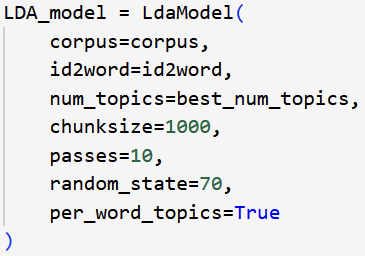 LDA_model = LdaModel(
    corpus=corpus,
    id2word=id2word,
    num_topics=best_num_topics,
    chunksize=1000,
    passes=10,
    random_state=70,
    per_word_topics=True
)